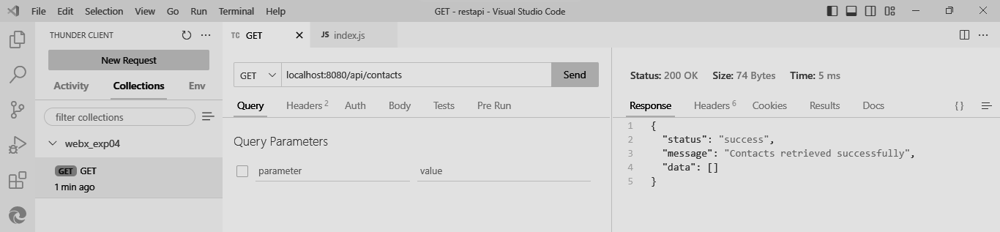 File Edit Selection View Go Run Terminal Help GET - restapi - Visual Studio Code
THUNDER CLIENT
New Request
Activity Collections Env
filter collections
webx_exp04
GET GET
1 min ago
TC GET JS index.js
GET localhost:8080/api/contacts Send
Query Headers 2 Auth Body Tests Pre Run
Query Parameters
parameter value
Status: 200 OK Size: 74 Bytes Time: 5 ms
Response Headers 6 Cookies Results Docs {}
1 {
2 "status": "success",
3 "message": "Contacts retrieved successfully",
4 "data": []
5 }